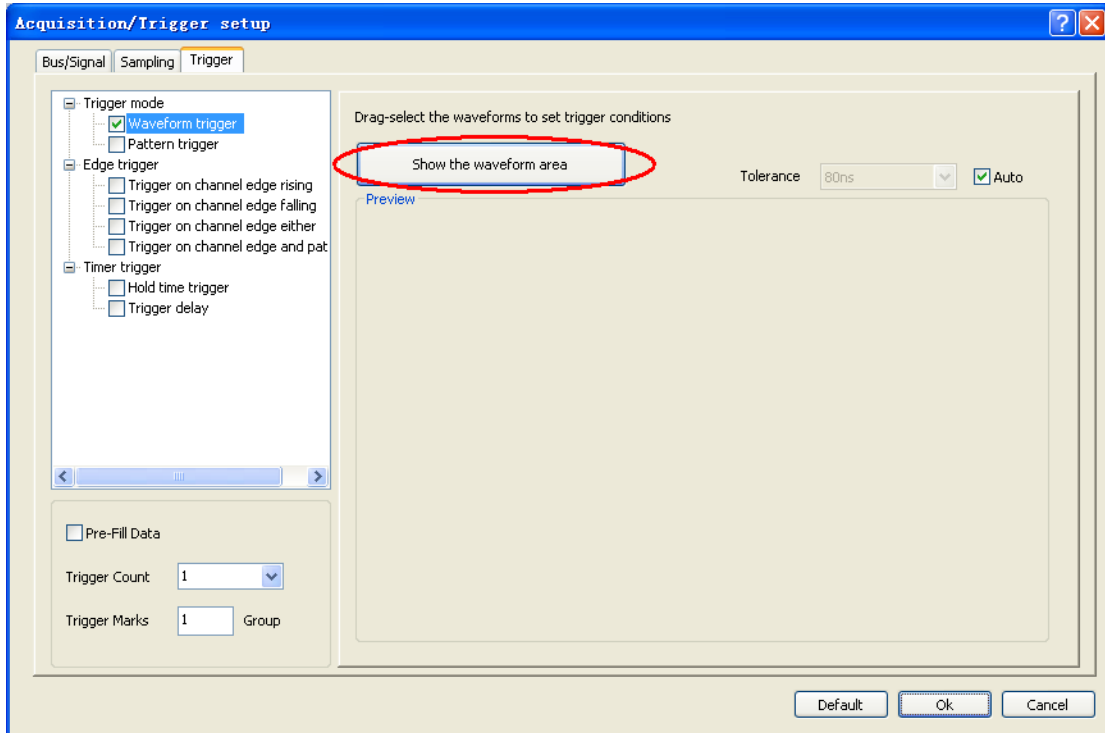 Acquisition/Trigger setup
Bus/Signal Sampling Trigger
Trigger mode
Waveform trigger
Pattern trigger
Edge trigger
Trigger on channel edge rising
Trigger on channel edge falling
Trigger on channel edge either
Trigger on channel edge and pat
Timer trigger
Hold time trigger
Trigger delay
Pre-Fill Data
Trigger Count 1
Trigger Marks 1 Group
Drag-select the waveforms to set trigger conditions
Show the waveform area
Tolerance 80ns Auto
Preview
Default Ok Cancel